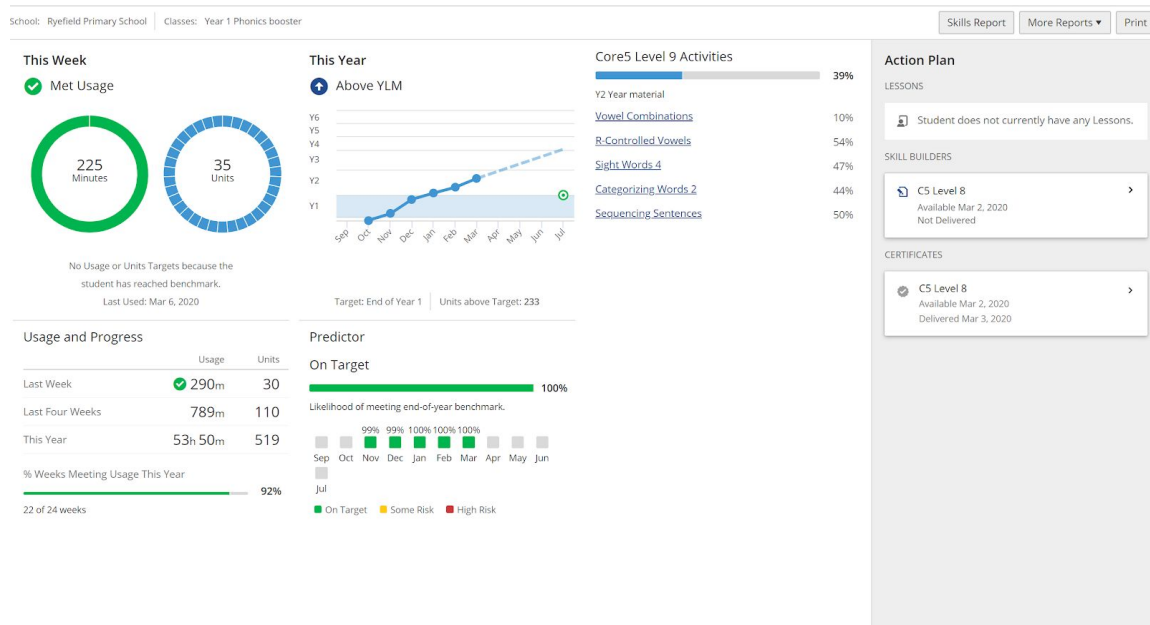 School: Ryefield Primary School Classes: Year 1 Phonics booster
Skills Report More Reports ▾ Print
This Week
Met Usage
225
Minutes
35
Units
No Usage or Units Targets because the
student has reached benchmark.
Last Used: Mar 6, 2020
This Year
Above YLM
Y6
Y5
Y4
Y3
Y2
Y1
Sep Oct Nov Dec Jan Feb Mar Apr May Jun Jul
Target: End of Year 1 Units above Target: 233
Core5 Level 9 Activities
39%
Y2 Year material
Vowel Combinations 10%
R-Controlled Vowels 54%
Sight Words 4 47%
Categorizing Words 2 44%
Sequencing Sentences 50%
Usage and Progress
Usage Units
Last Week 290m 30
Last Four Weeks 789m 110
This Year 53h 50m 519
% Weeks Meeting Usage This Year
92%
22 of 24 weeks
Predictor
On Target
100%
Likelihood of meeting end-of-year benchmark.
99% 99% 100% 100% 100%
Sep Oct Nov Dec Jan Feb Mar Apr May Jun
Jul
On Target Some Risk High Risk
Action Plan
LESSONS
Student does not currently have any Lessons.
SKILL BUILDERS
C5 Level 8
Available Mar 2, 2020
Not Delivered
CERTIFICATES
C5 Level 8
Available Mar 2, 2020
Delivered Mar 3, 2020